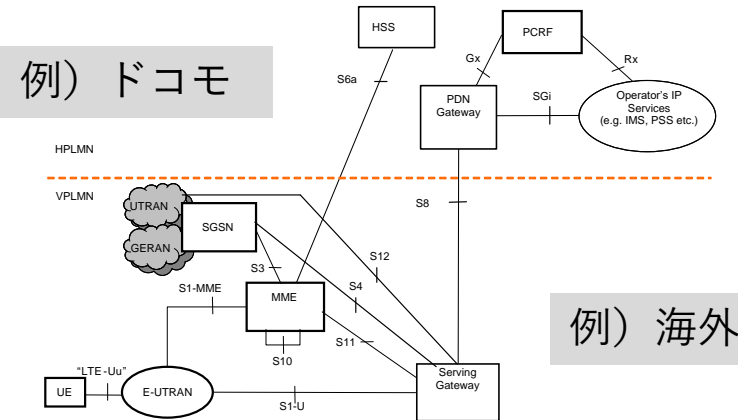 HSS
PCRF
例）ドコモ
Gx
Rx
S6a
PDN
Gateway
SGi
Operator's IP
Services
(e.g. IMS, PSS etc.)
HPLMN
VPLMN
UTRAN
SGSN
GERAN
S8
S12
S3
S4
S1-MME
MME
例）海外
S11
S10
"LTE-Uu"
Serving
Gateway
UE
E-UTRAN
S1-U